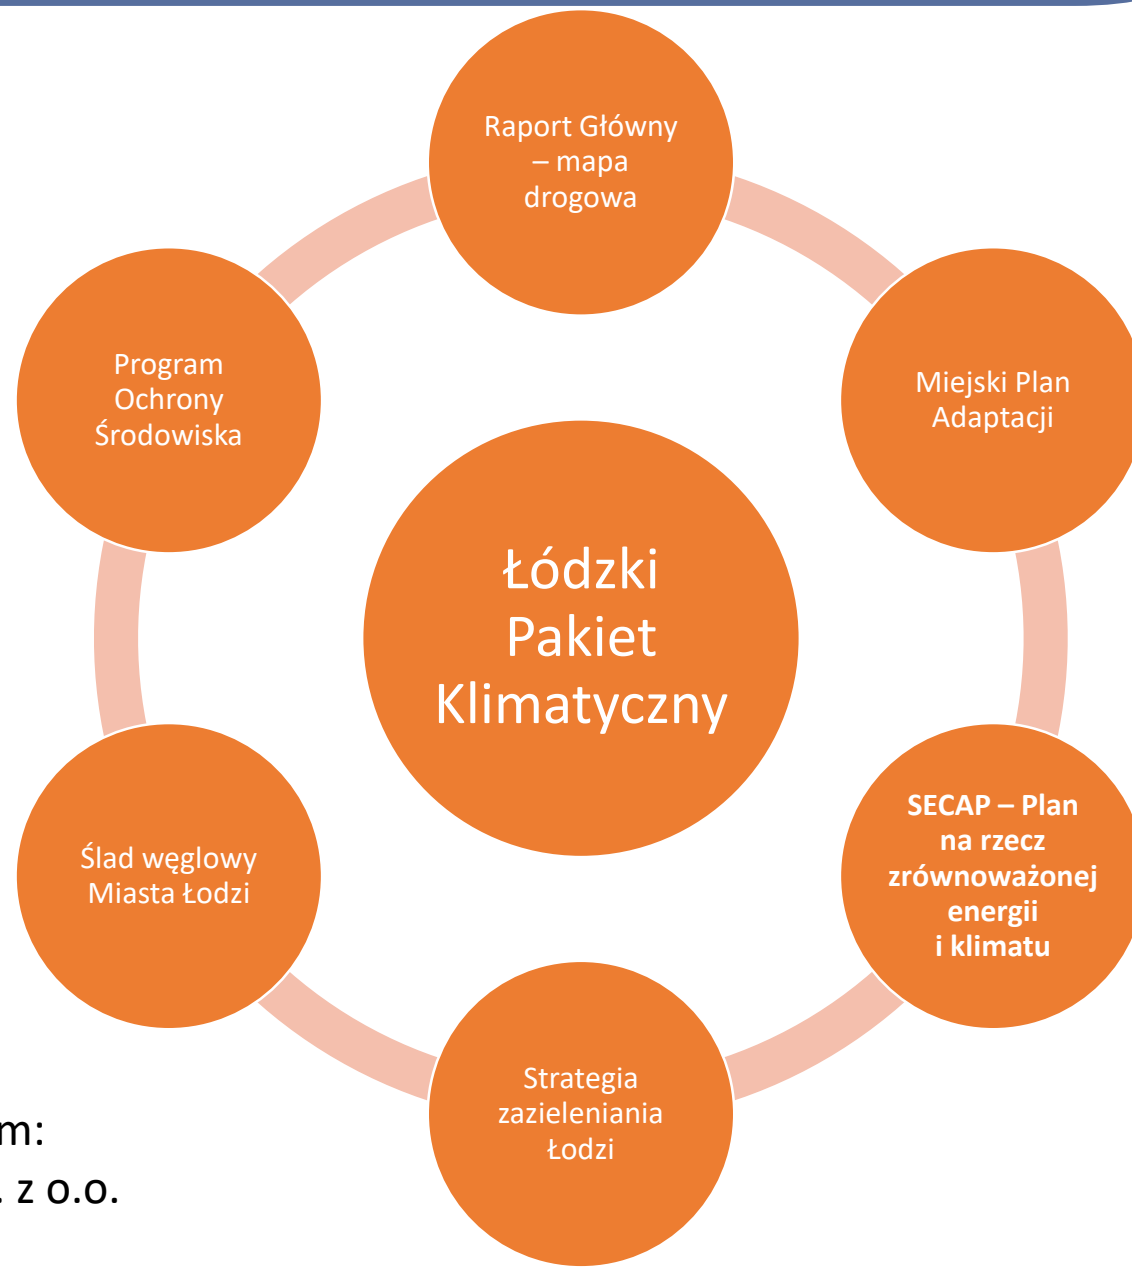 Raport Główny
– mapa
drogowa
Miejski Plan
Adaptacji
SECAP – Plan
na rzecz
zrównoważonej
energii
i klimatu
Strategia
zazieleniania
Łodzi
Ślad węglowy
Miasta Łodzi
Program
Ochrony
Środowiska
Łódzki
Pakiet
Klimatyczny
m:
. z o.o.